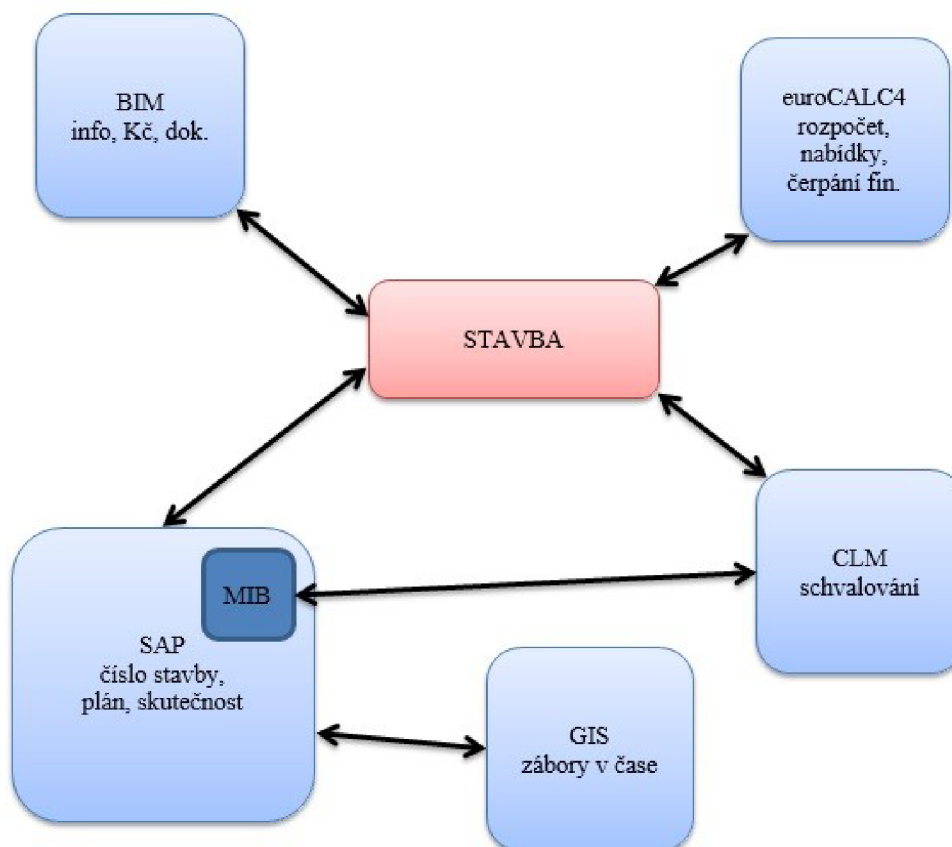 BIM
info, Kč, dok.
euroCALC4
rozpočet,
nabídky,
čerpání fin.
STAVBA
MIB
SAP
číslo stavby,
plán, skutečnost
CLM
schvalování
GIS
zábory v čase